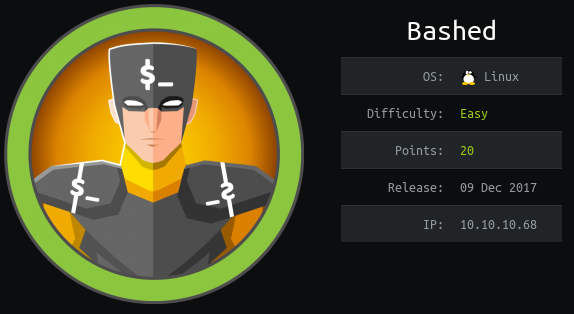 Bashed
OS: Linux
Difficulty: Easy
Points: 20
Release: 09 Dec 2017
IP: 10.10.10.68
$_
$_
$_